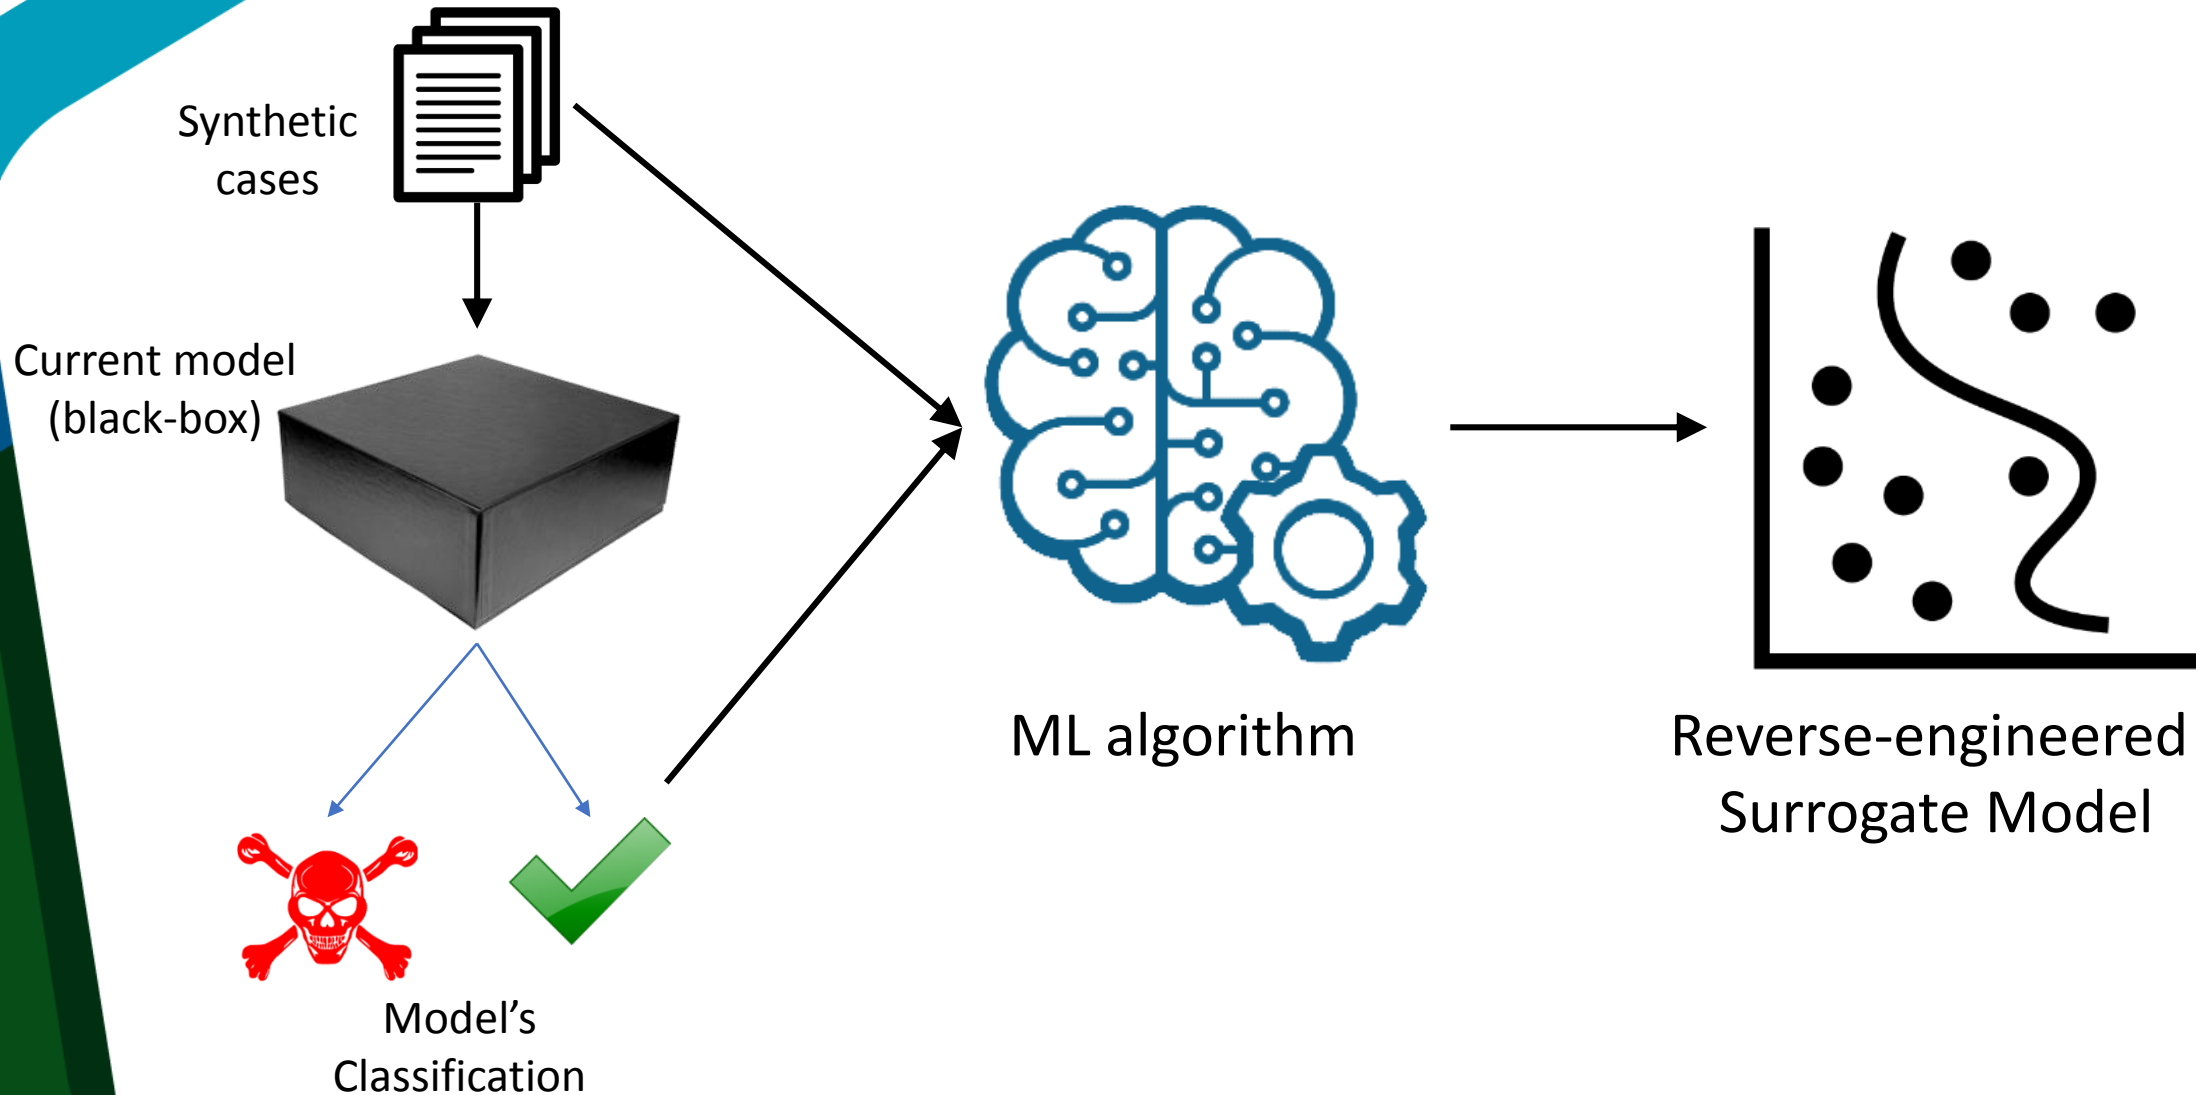 Synthetic
cases
Current model
(black-box)
Model’s
Classification
ML algorithm
Reverse-engineered
Surrogate Model